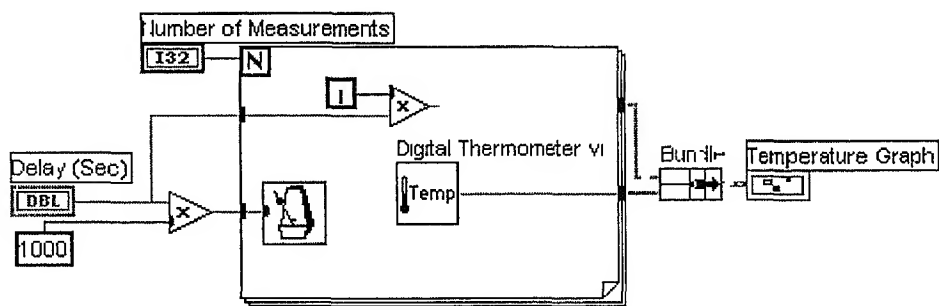 Number of Measurements
I32
N
I
x
Digital Thermometer vi
Temp
Bundle
Temperature Graph
Delay (Sec)
DBL
x
1000